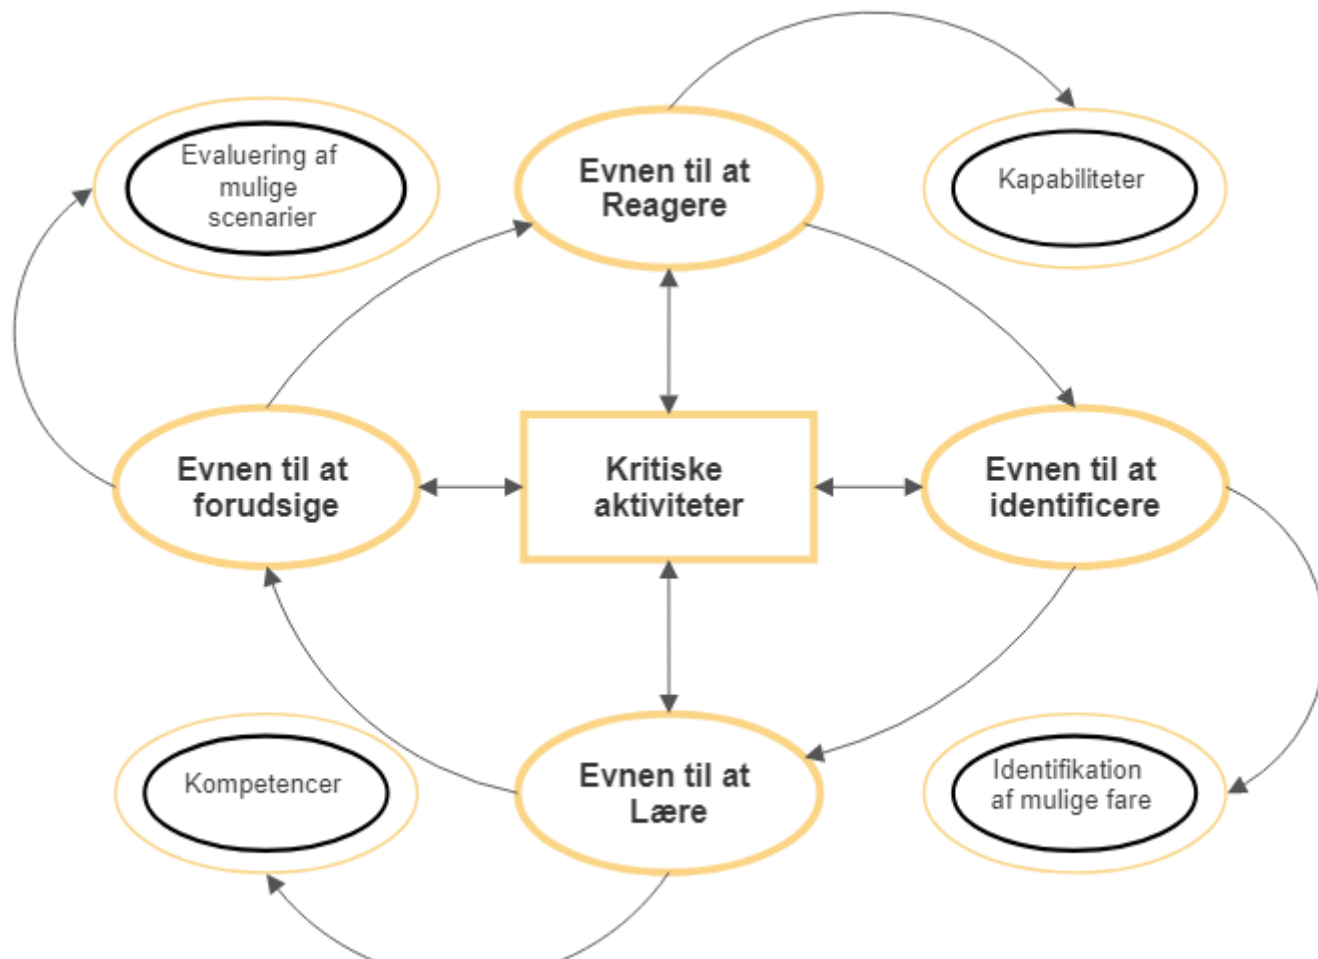 Evaluering af
mulige
scenarier
Evnen til at
Reagere
Kapabiliteter
Evnen til at
forudsige
Kritiske
aktiviteter
Evnen til at
identificere
Kompetencer
Evnen til at
Lære
Identifikation
af mulige fare